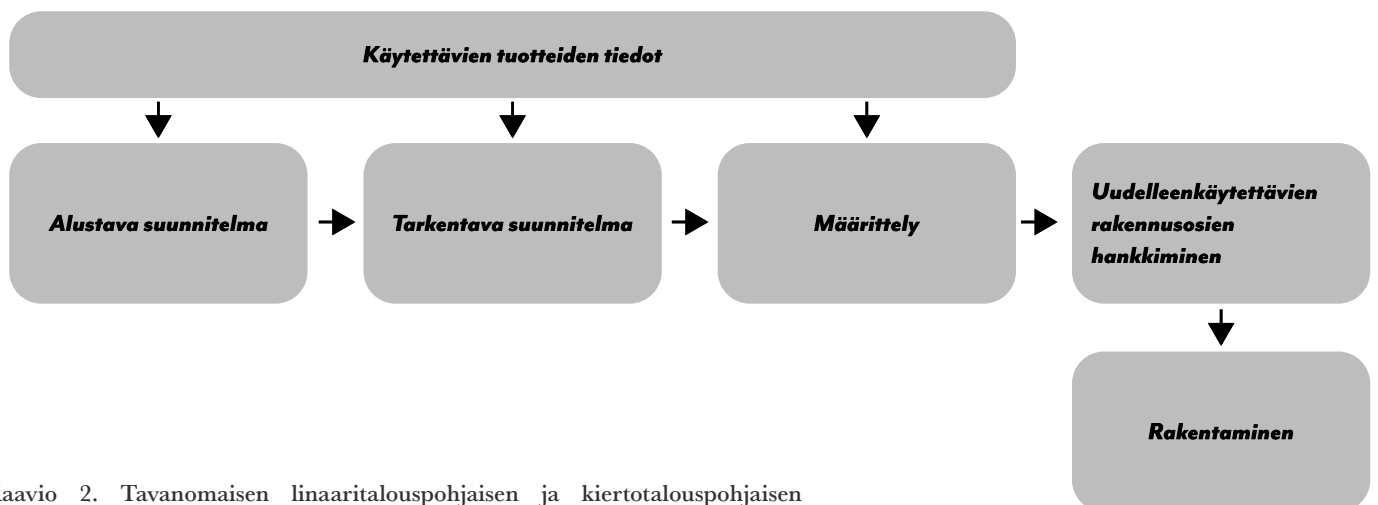 Käytettävien tuotteiden tiedot
Alustava suunnitelma
Tarkentava suunnitelma
Määrittely
Uudelleenkäytettävien
rakennusosien
hankkiminen
Rakentaminen
aavio 2. Tavanomaisen linaaritalouspohjaisen ja kiertotalouspohjaisen